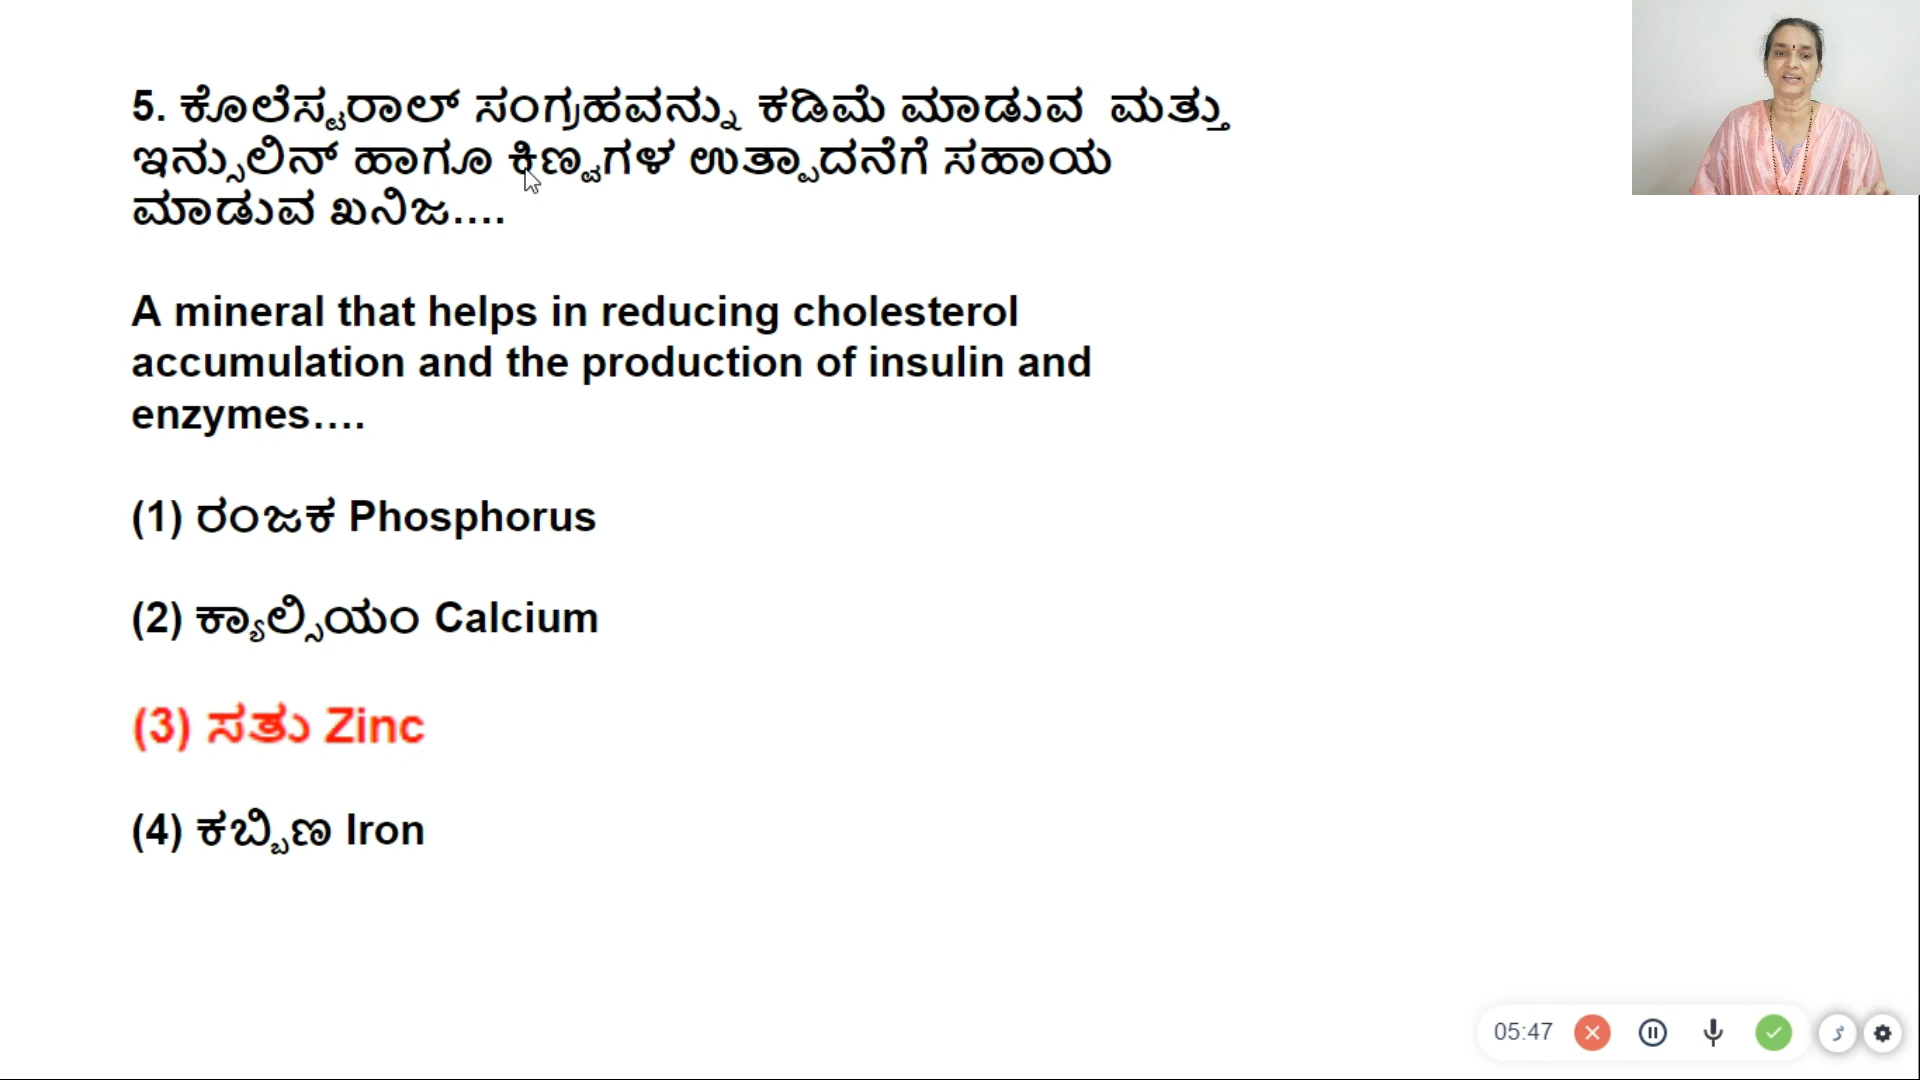 5. ಕೊಲೆಸ್ಟರಾಲ್ ಸಂಗ್ರಹವನ್ನು ಕಡಿಮೆ ಮಾಡುವ ಮತ್ತು
ಇನ್ಸುಲಿನ್ ಹಾಗೂ ಕಿಣ್ವಗಳ ಉತ್ಪಾದನೆಗೆ ಸಹಾಯ
ಮಾಡುವ ಖನಿಜ....
A mineral that helps in reducing cholesterol
accumulation and the production of insulin and
enzymes....
(1) ರಂಜಕ Phosphorus
(2) ಕ್ಯಾಲ್ಸಿಯಂ Calcium
(3) ಸತು Zinc
(4) ಕಬ್ಬಿಣ Iron
05:47